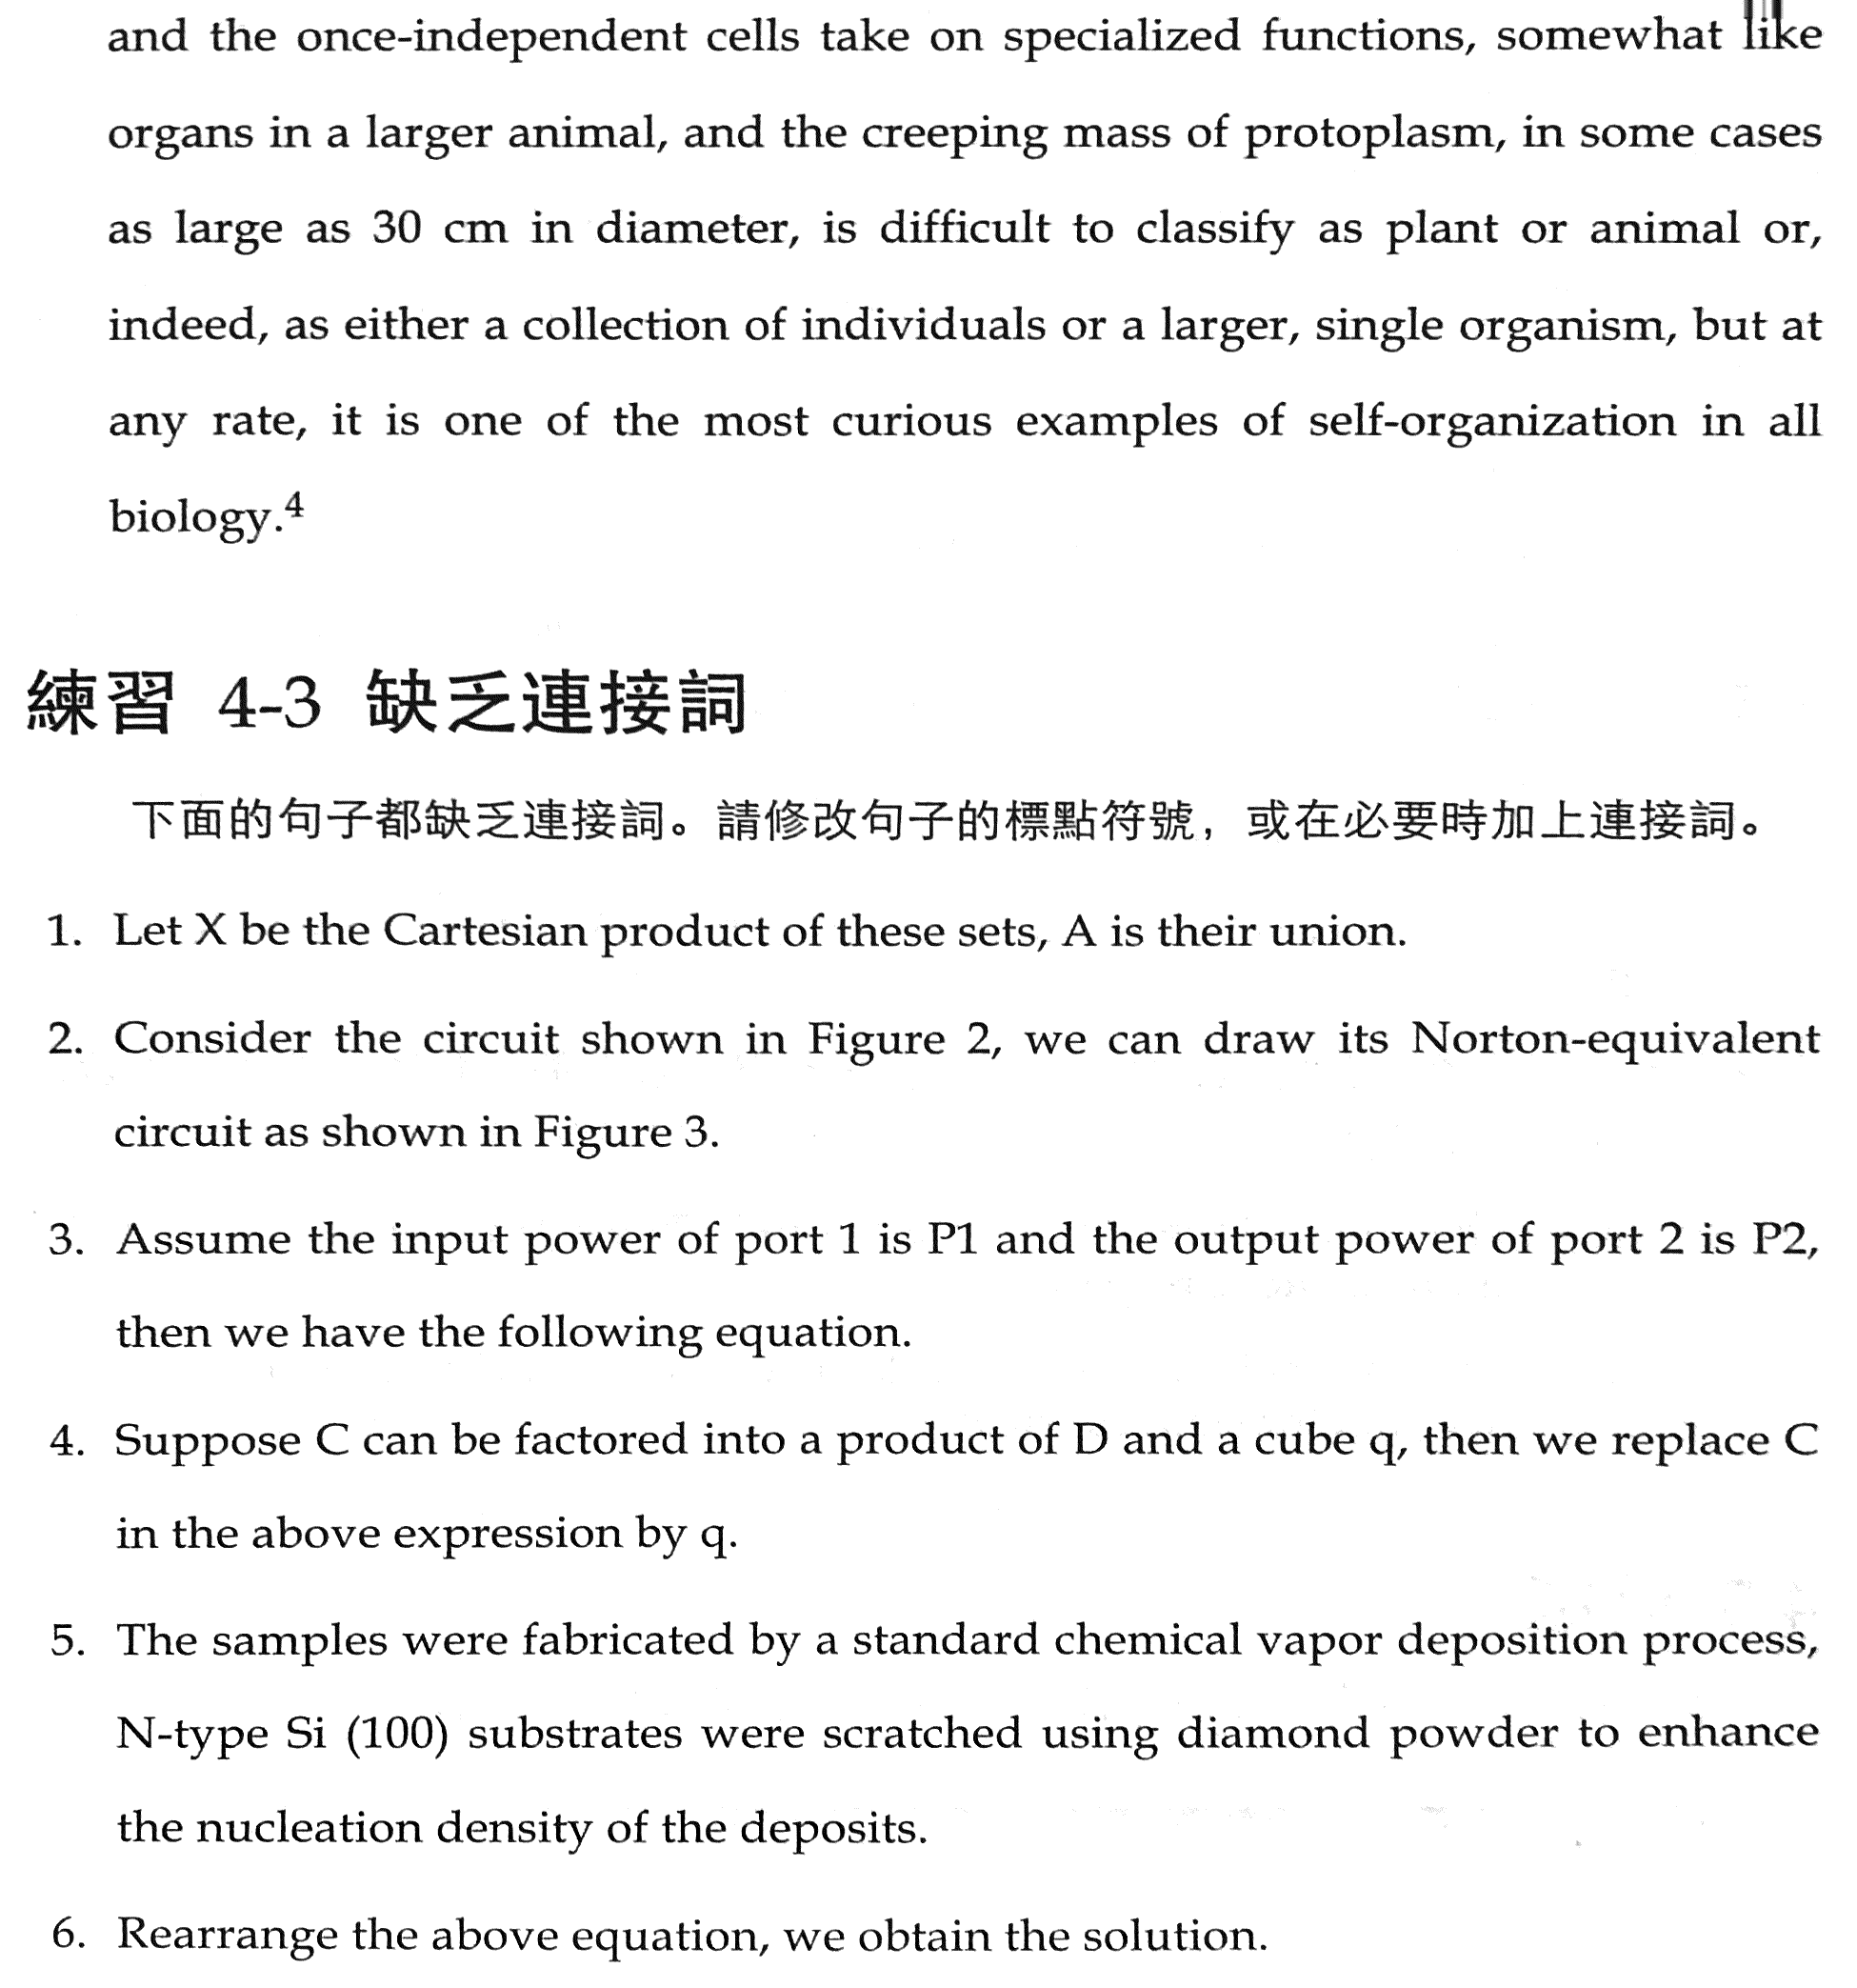 and the once-independent cells take on specialized functions, somewhat like
organs in a larger animal, and the creeping mass of protoplasm, in some cases
as large as 30 cm in diameter, is difficult to classify as plant or animal or,
indeed, as either a collection of individuals or a larger, single organism, but at
any rate, it is one of the most curious examples of self-organization in all
biology.4
練習 4-3 缺乏連接詞
下面的句子都缺乏連接詞。請修改句子的標點符號，或在必要時加上連接詞。
1. Let X be the Cartesian product of these sets, A is their union.
2. Consider the circuit shown in Figure 2, we can draw its Norton-equivalent
circuit as shown in Figure 3.
3. Assume the input power of port 1 is P1 and the output power of port 2 is P2,
then we have the following equation.
4. Suppose C can be factored into a product of D and a cube q, then we replace C
in the above expression by q.
5. The samples were fabricated by a standard chemical vapor deposition process,
N-type Si (100) substrates were scratched using diamond powder to enhance
the nucleation density of the deposits.
6. Rearrange the above equation, we obtain the solution.